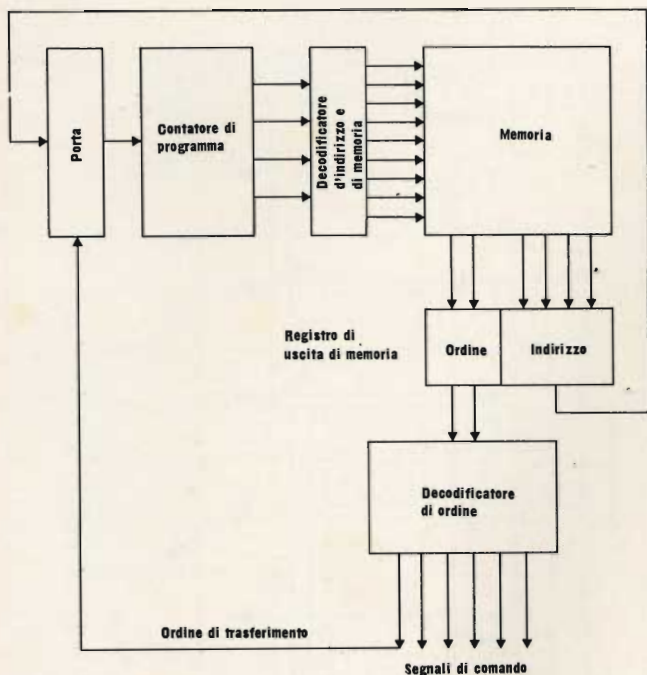 Porta
Contatore di
programma
Decodificatore
d'indirizzo e
di memoria
Memoria
Registro di
uscita di memoria
Ordine
Indirizzo
Decodificatore
di ordine
Ordine di trasferimento
Segnali di comando